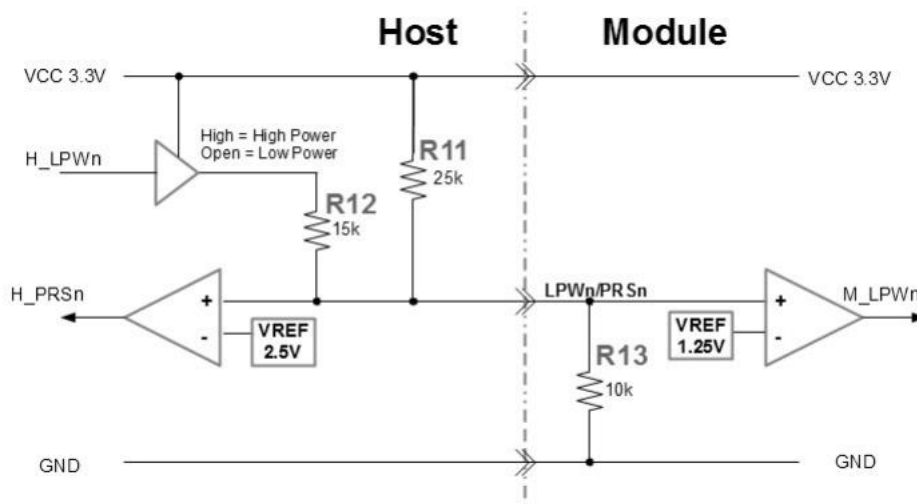 Host
Module
VCC 3.3V
VCC 3.3V
High = High Power
Open = Low Power
H_LPWn
R11
25k
R12
15k
H_PRSn
+
-
VREF
2.5V
LPWn/PRSn
M_LPWn
+
-
VREF
1.25V
R13
10k
GND
GND